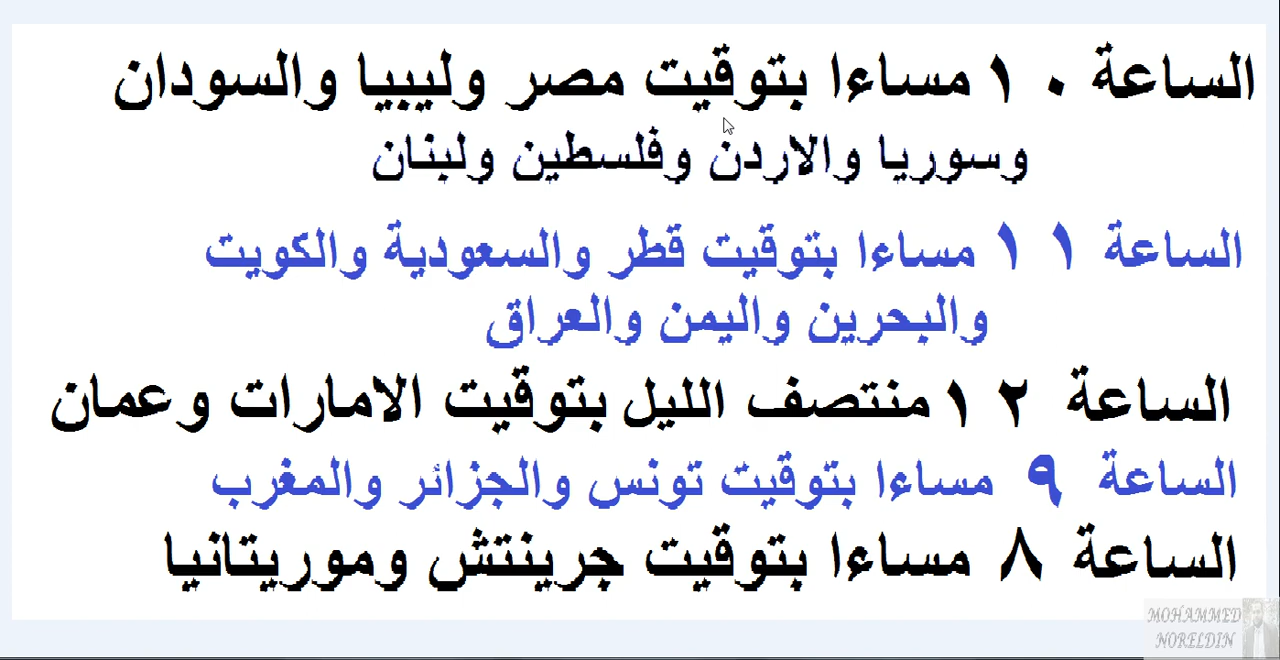 الساعة ١٠ مساءا بتوقيت مصر وليبيا والسودان
وسوريا والاردن وفلسطين ولبنان
الساعة ١١ مساءا بتوقيت قطر والسعودية والكويت
والبحرين واليمن والعراق
الساعة ١٢ منتصف الليل بتوقيت الامارات وعمان
الساعة ٩ مساءا بتوقيت تونس والجزائر والمغرب
الساعة ٨ مساءا بتوقيت جرينتش وموريتانيا
MOHAMMED
NORELDIN